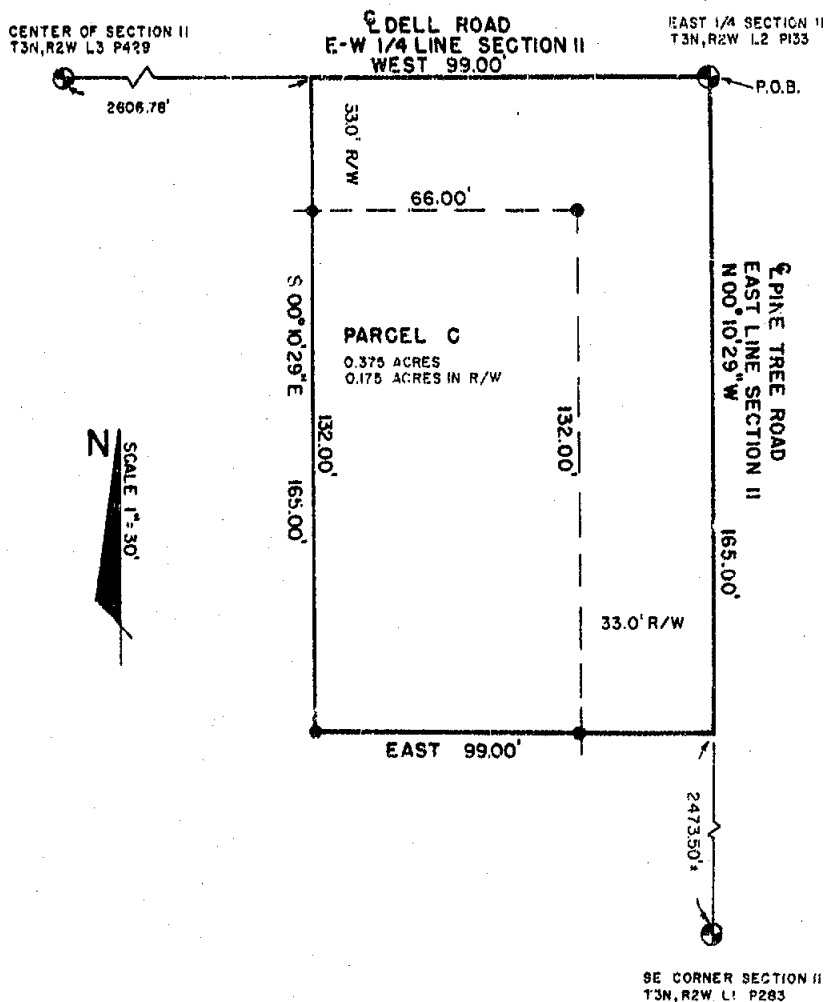 CENTER OF SECTION 11
T3N,R2W L3 P429
2606.78'
℄ DELL ROAD
E-W 1/4 LINE SECTION 11
WEST 99.00'
EAST 1/4 SECTION 11
T3N,R2W L2 P133
P.O.B.
33.0' R/W
66.00'
S 00°10'29"E
132.00'
165.00'
PARCEL C
0.375 ACRES
0.175 ACRES IN R/W
132.00'
℄ PINE TREE ROAD
EAST LINE SECTION 11
N 00°10'29"W
165.00'
N
SCALE 1"=30'
33.0' R/W
EAST 99.00'
2473.50'±
SE CORNER SECTION 11
T3N,R2W L1 P283